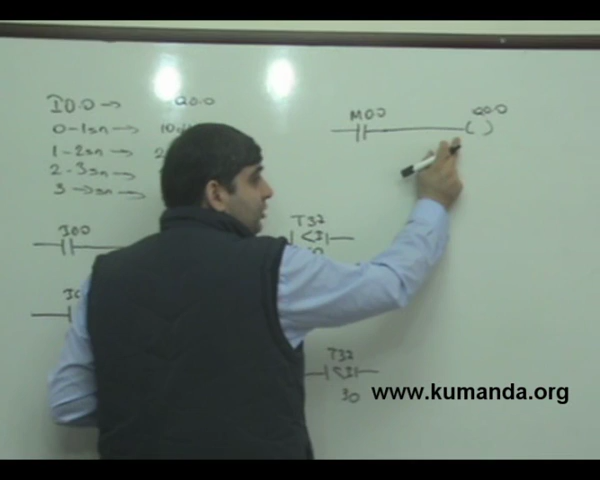 I0.0 → Q0.0
0-1sn →
1-2sn → 2
2-3sn →
3 → sn →
M0.0 Q0.0
I0.0
T37
<I
T37
<I
30
www.kumanda.org